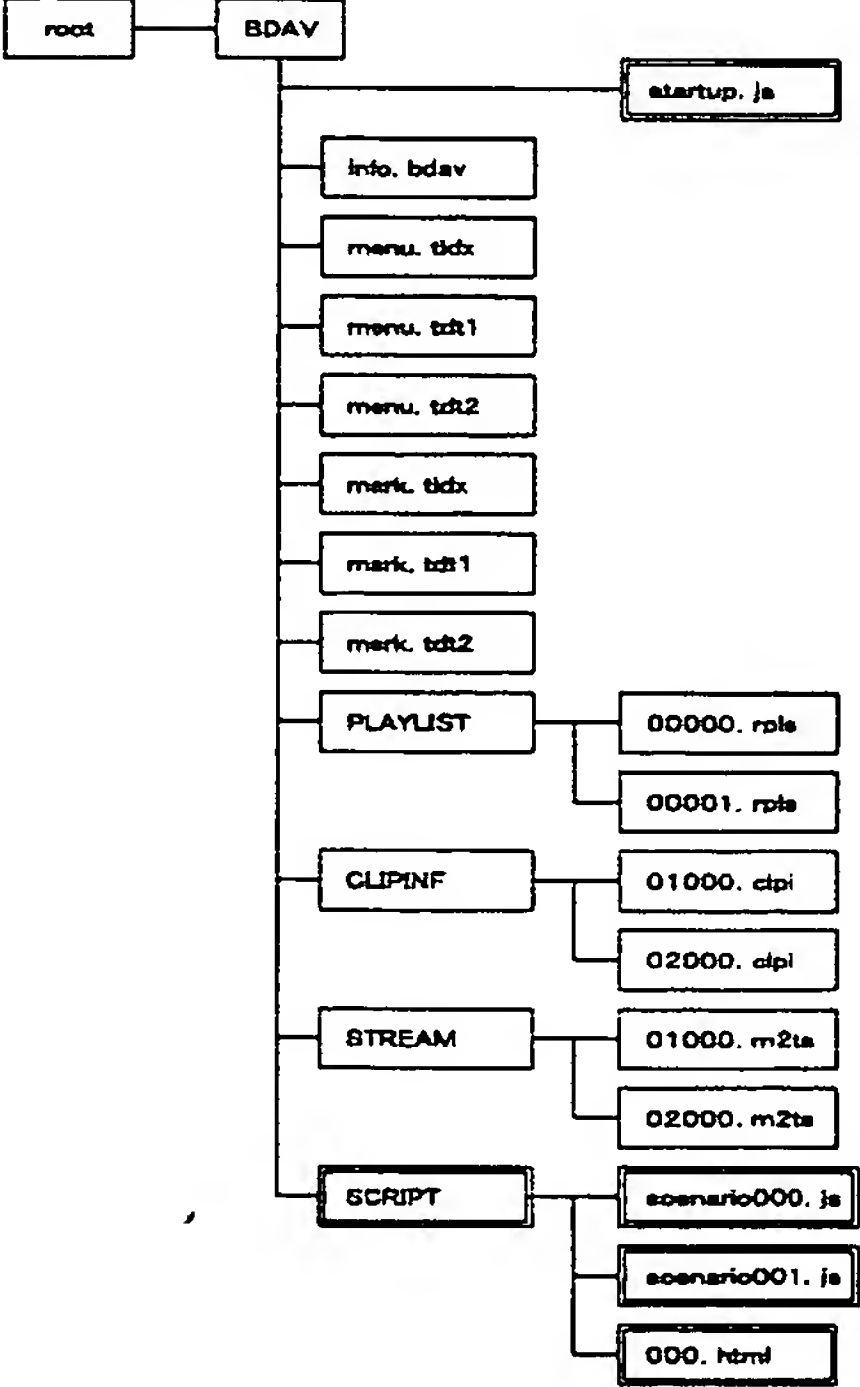 root
BDAV
startup. js
info. bdav
menu. tidx
menu. tdt1
menu. tdt2
mark. tidx
mark. tdt1
mark. tdt2
PLAYLIST
00000. rpls
00001. rpls
CLIPINF
01000. clpi
02000. clpi
STREAM
01000. m2ts
02000. m2ts
SCRIPT
scenario000. js
scenario001. js
000. html